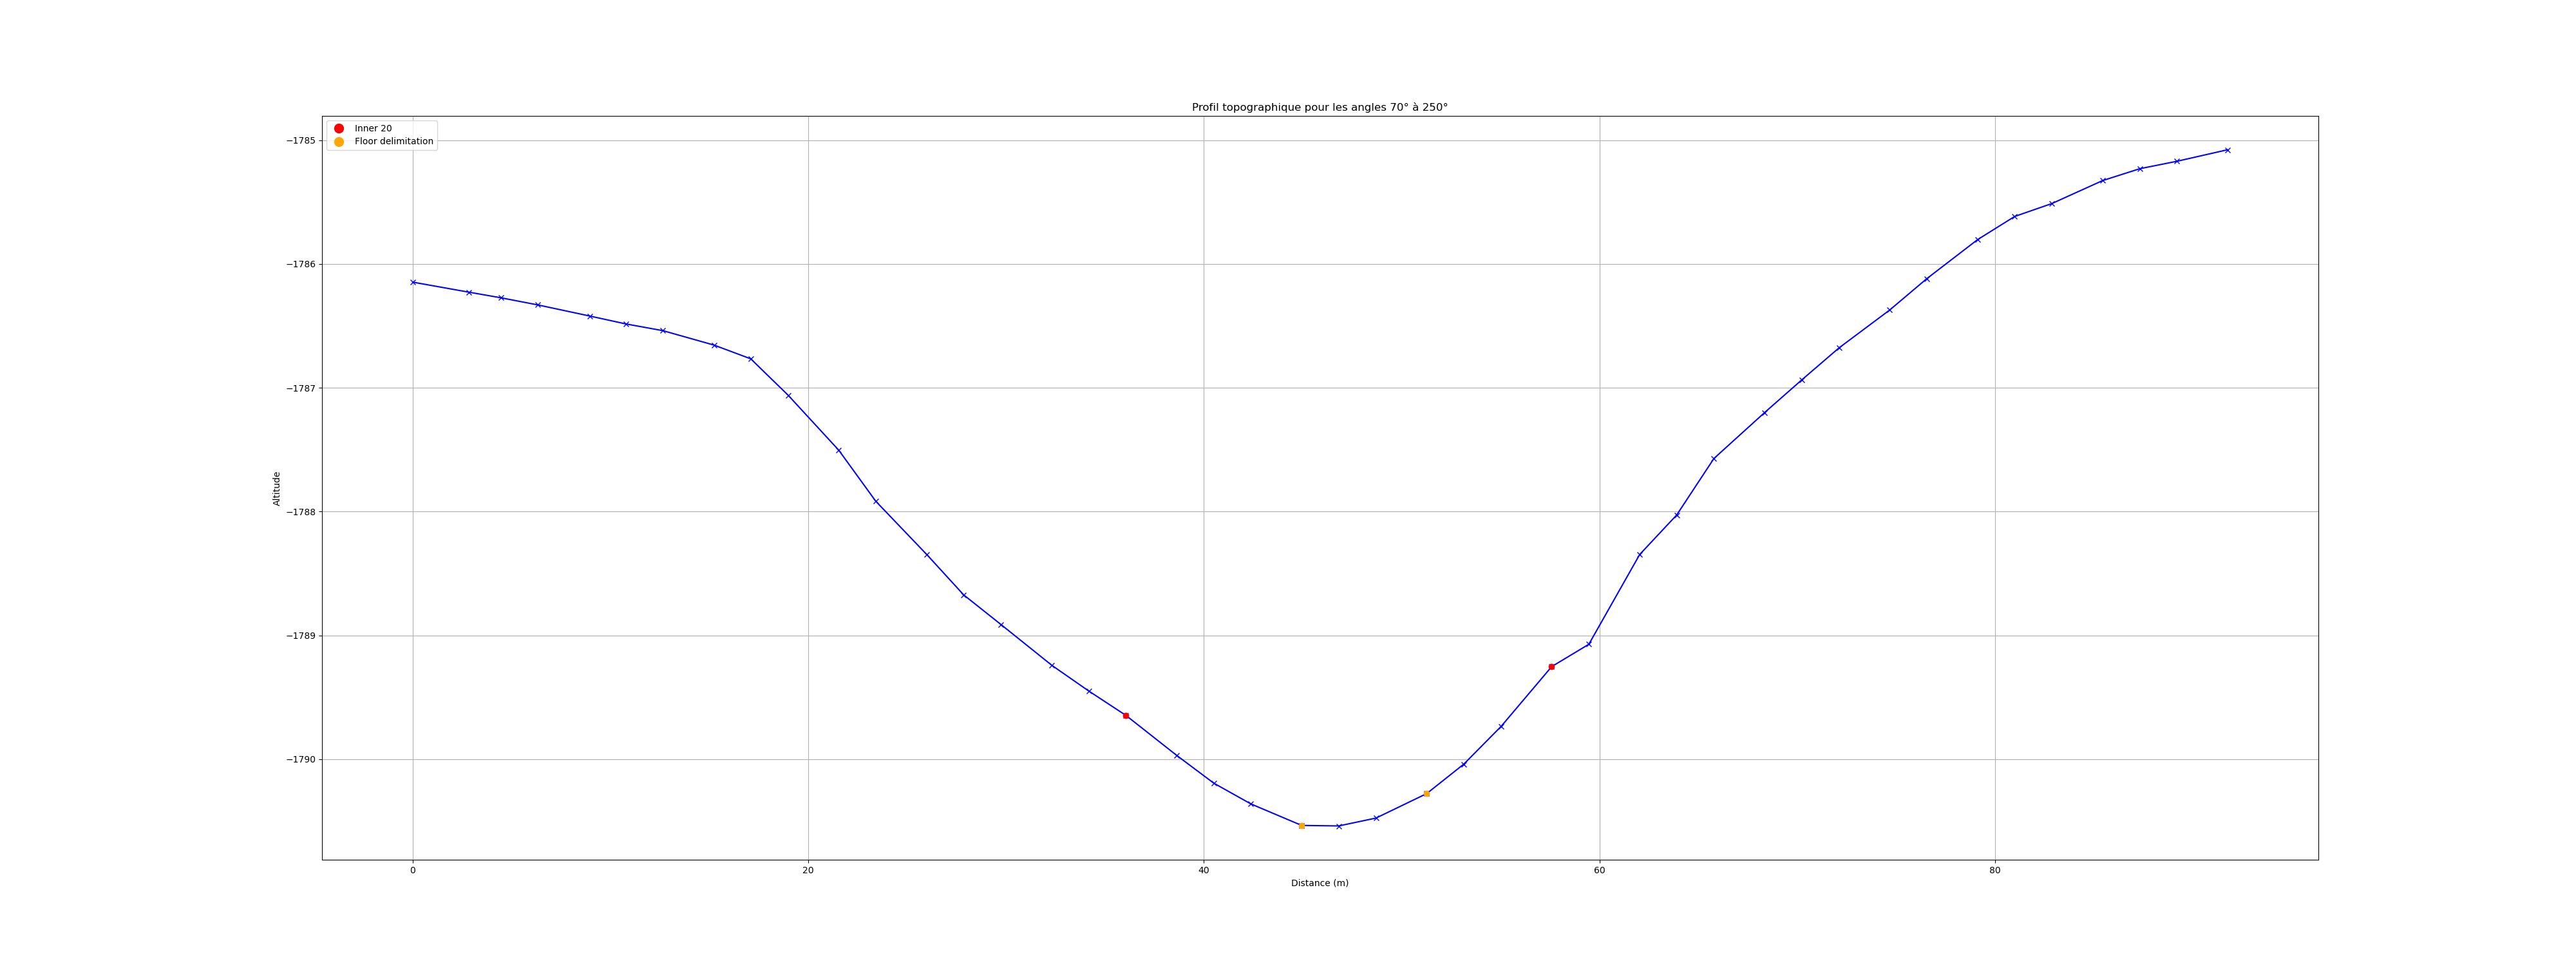 Profil topographique pour les angles 70° à 250°
Inner 20
Floor delimitation
−1785
−1786
−1787
−1788
−1789
−1790
Altitude
0 20 40 60 80
Distance (m)